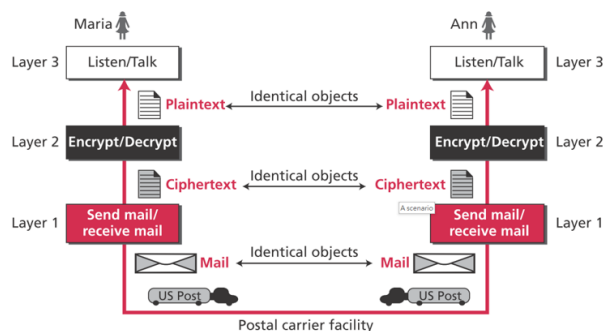 Maria Ann
Layer 3 Listen/Talk Listen/Talk Layer 3
Plaintext Identical objects Plaintext
Layer 2 Encrypt/Decrypt Encrypt/Decrypt Layer 2
Ciphertext Identical objects Ciphertext
A scenario
Layer 1 Send mail/ Send mail/ Layer 1
receive mail receive mail
Mail Identical objects Mail
US Post US Post
Postal carrier facility